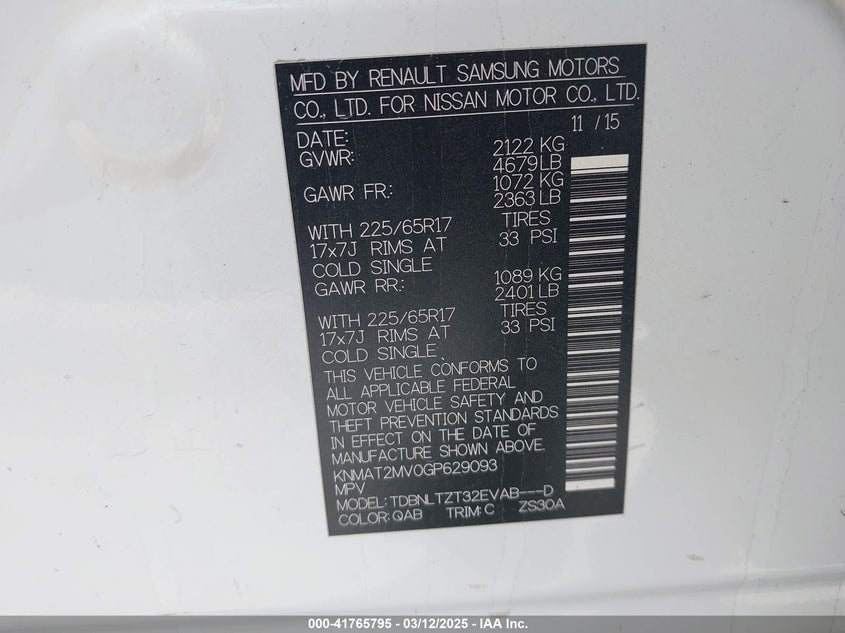 MFD BY RENAULT SAMSUNG MOTORS
CO., LTD. FOR NISSAN MOTOR CO., LTD.
DATE: 11 / 15
GVWR: 2122 KG
4679 LB
GAWR FR.: 1072 KG
2363 LB
WITH 225/65R17 TIRES
17x7J RIMS AT 33 PSI
COLD SINGLE
GAWR RR.: 1089 KG
2401 LB
WITH 225/65R17 TIRES
17x7J RIMS AT 33 PSI
COLD SINGLE
THIS VEHICLE CONFORMS TO
ALL APPLICABLE FEDERAL
MOTOR VEHICLE SAFETY AND
THEFT PREVENTION STANDARDS
IN EFFECT ON THE DATE OF
MANUFACTURE SHOWN ABOVE.
KNMAT2MV0GP629093
MPV
MODEL: TDBNLTZT32EVAB---D
COLOR: QAB TRIM: C ZS30A
000-41765795 - 03/12/2025 - IAA Inc.